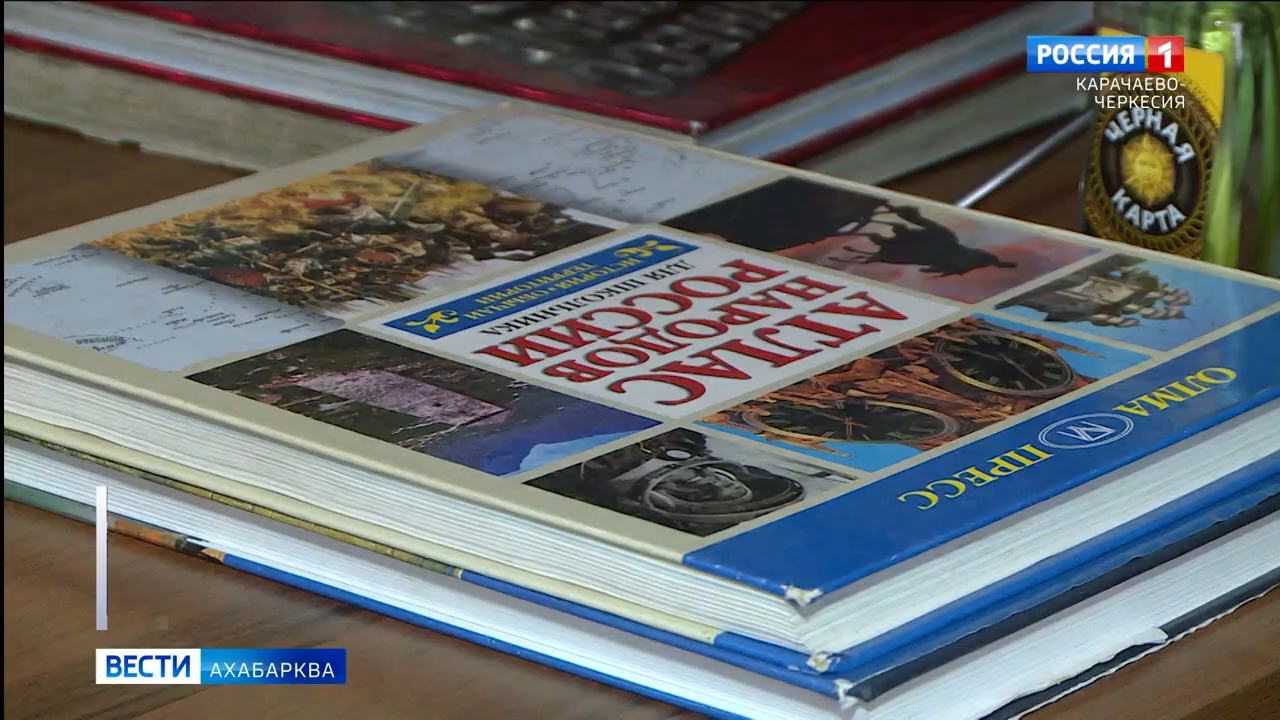 РОССИЯ 1
КАРАЧАЕВО-
ЧЕРКЕСИЯ
ЧЕРНАЯ
КАРТА
АТЛАС
НАРОДОВ
РОССИИ
ДЛЯ ШКОЛЬНИКА
ИСТОРИЯ • ОБЫЧАИ
ТЕРРИТОРИЯ
ОЛМА М ПРЕСС
ВЕСТИ АХАБАРКВА